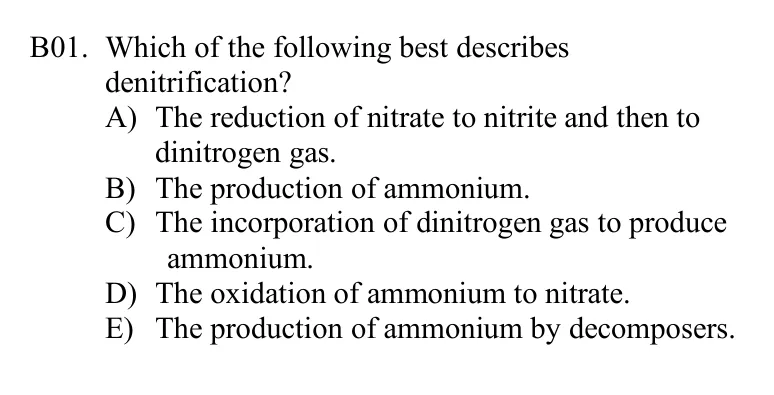 B01. Which of the following best describes
denitrification?
A) The reduction of nitrate to nitrite and then to
dinitrogen gas.
B) The production of ammonium.
C) The incorporation of dinitrogen gas to produce
ammonium.
D) The oxidation of ammonium to nitrate.
E) The production of ammonium by decomposers.